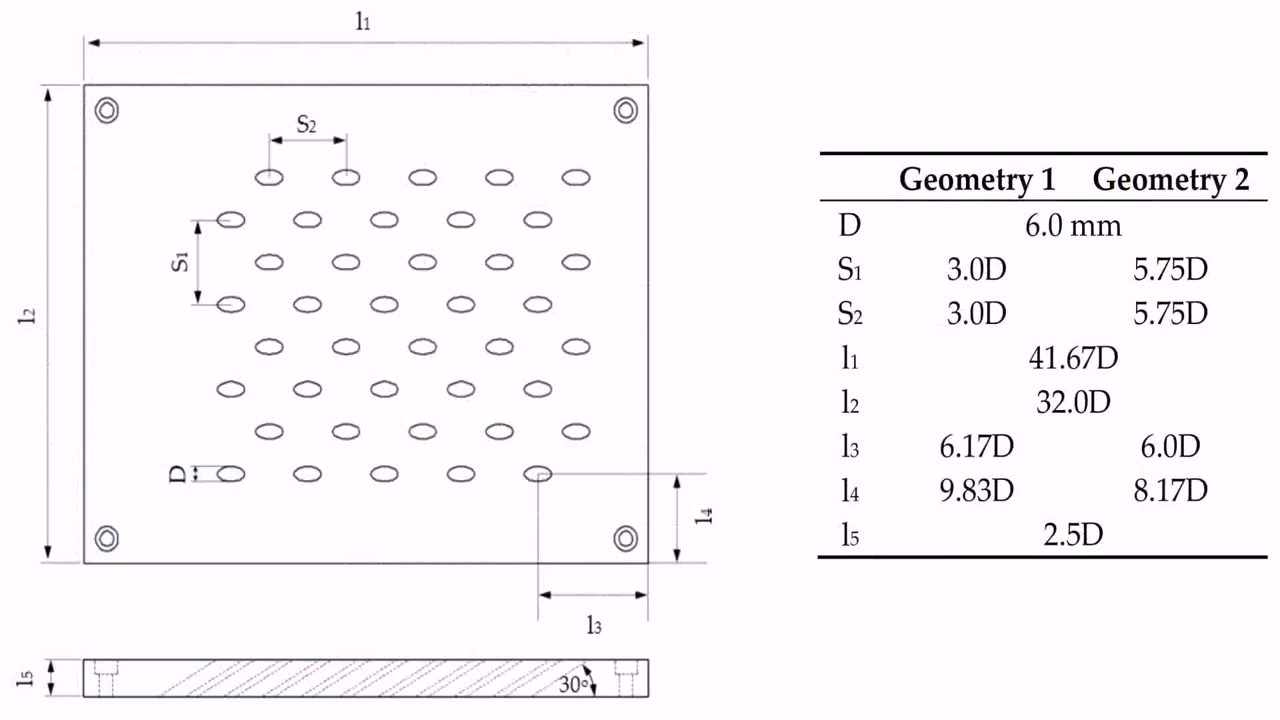 l1
S2
S1
l2
D
l4
l3
l5
30°
Geometry 1 Geometry 2
D 6.0 mm
S1 3.0D 5.75D
S2 3.0D 5.75D
l1 41.67D
l2 32.0D
l3 6.17D 6.0D
l4 9.83D 8.17D
l5 2.5D